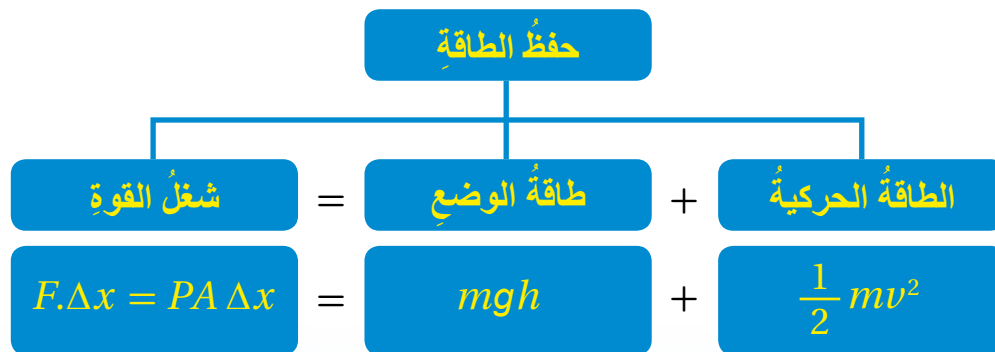 حفظُ الطاقةِ
شغلُ القوةِ = طاقةُ الوضعِ + الطاقةُ الحركيةُ
F.Δx = PA Δx = mgh + 1/2 mv²